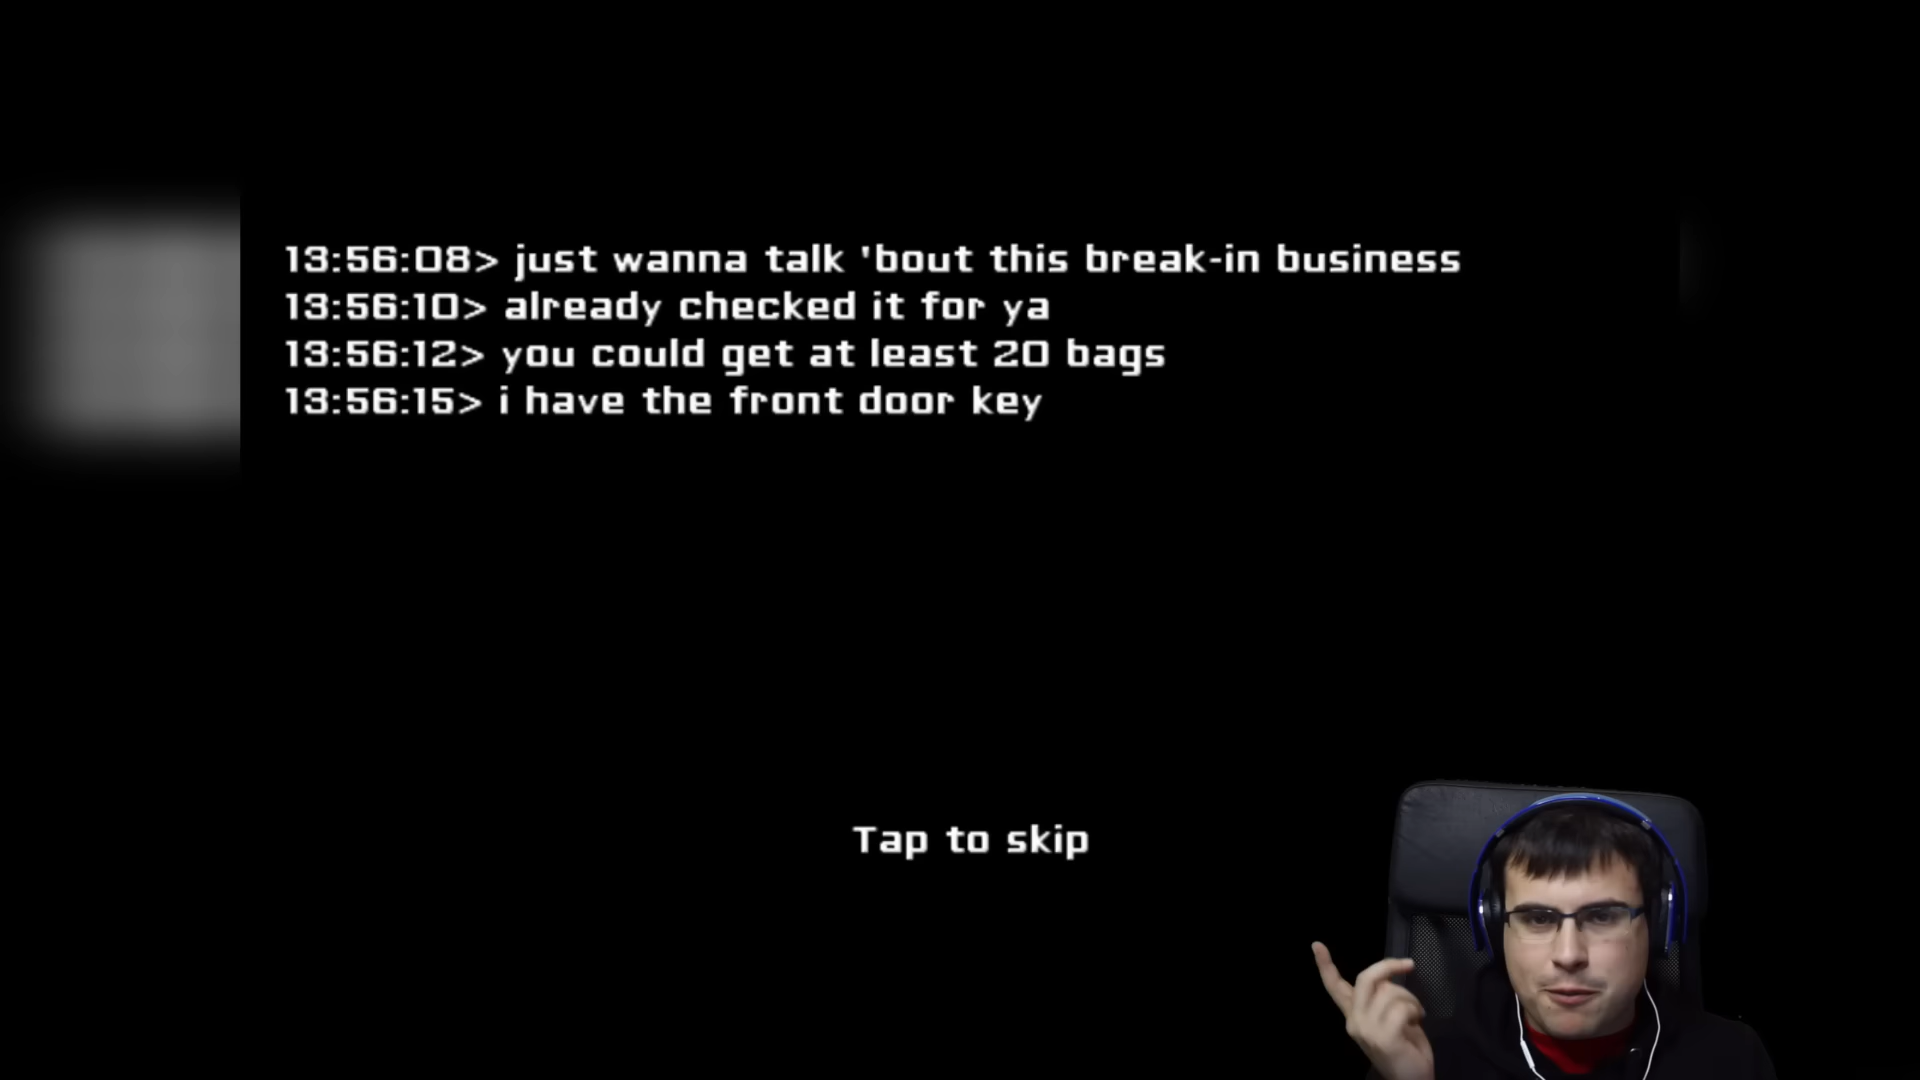 13:56:08> just wanna talk 'bout this break-in business
13:56:10> already checked it for ya
13:56:12> you could get at least 20 bags
13:56:15> i have the front door key
Tap to skip